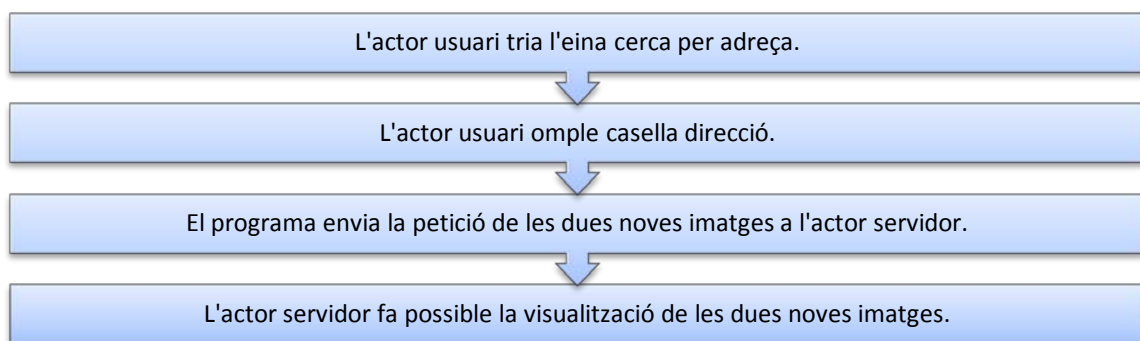 L'actor usuari tria l'eina cerca per adreça.
L'actor usuari omple casella direcció.
El programa envia la petició de les dues noves imatges a l'actor servidor.
L'actor servidor fa possible la visualització de les dues noves imatges.